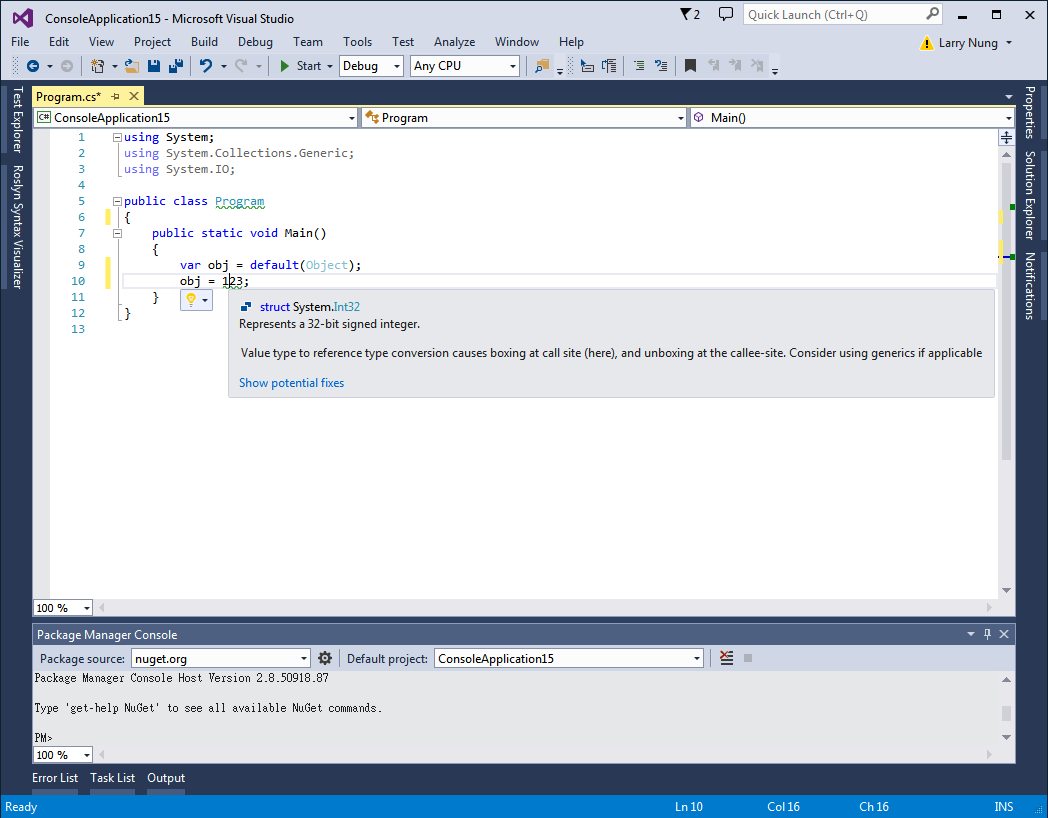 ConsoleApplication15 - Microsoft Visual Studio
2
Quick Launch (Ctrl+Q)
File Edit View Project Build Debug Team Tools Test Analyze Window Help
Larry Nung
Start Debug Any CPU
Test Explorer
Roslyn Syntax Visualizer
Program.cs*
C# ConsoleApplication15
Program
Main()
1 using System;
2 using System.Collections.Generic;
3 using System.IO;
4
5 public class Program
6 {
7 public static void Main()
8 {
9 var obj = default(Object);
10 obj = 123;
11 }
12 }
13
struct System.Int32
Represents a 32-bit signed integer.
Value type to reference type conversion causes boxing at call site (here), and unboxing at the callee-site. Consider using generics if applicable
Show potential fixes
Properties
Solution Explorer
Notifications
100 %
Package Manager Console
Package source: nuget.org Default project: ConsoleApplication15
Package Manager Console Host Version 2.8.50918.87
Type 'get-help NuGet' to see all available NuGet commands.
PM>
100 %
Error List Task List Output
Ready Ln 10 Col 16 Ch 16 INS